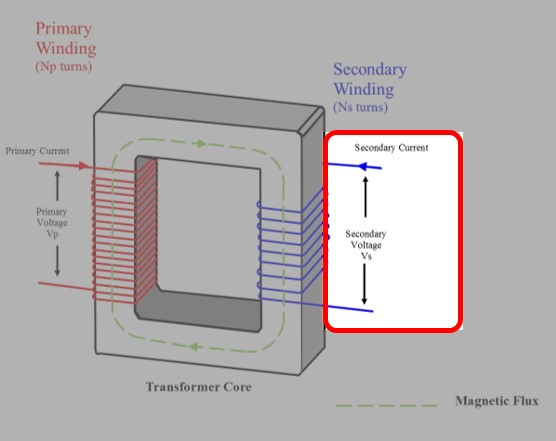 Primary
Winding
(Np turns)
Secondary
Winding
(Ns turns)
Primary Current
Secondary Current
Primary
Voltage
Vp
Secondary
Voltage
Vs
Transformer Core
Magnetic Flux